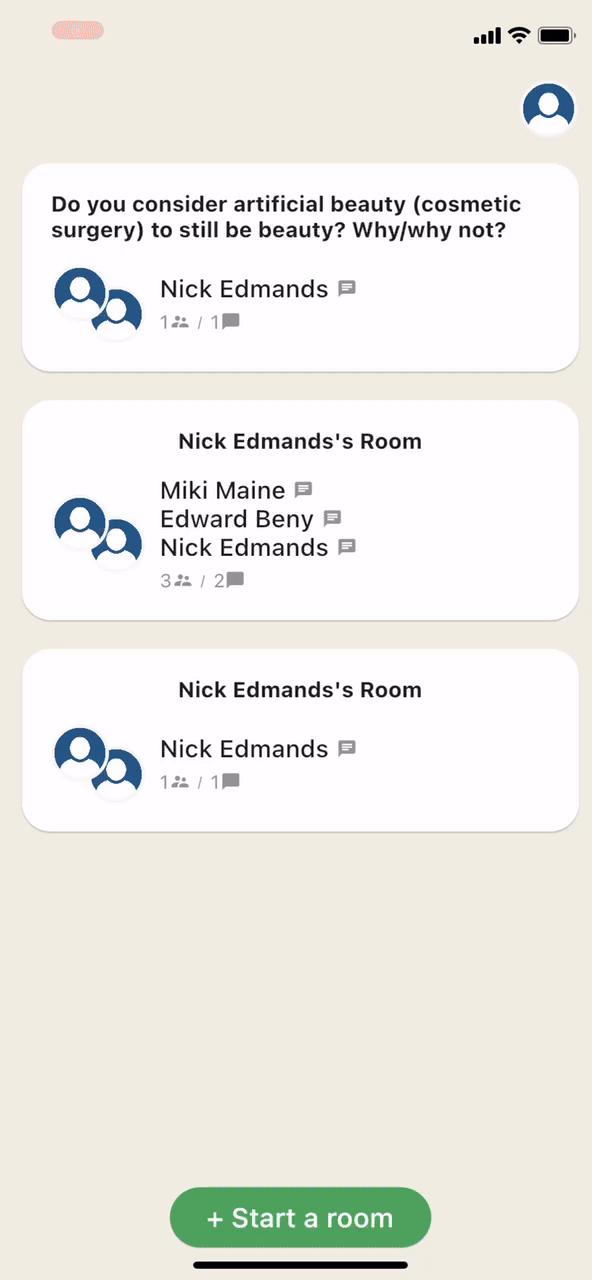 Do you consider artificial beauty (cosmetic
surgery) to still be beauty? Why/why not?
Nick Edmands
1 / 1
Nick Edmands's Room
Miki Maine
Edward Beny
Nick Edmands
3 / 2
Nick Edmands's Room
Nick Edmands
1 / 1
+ Start a room